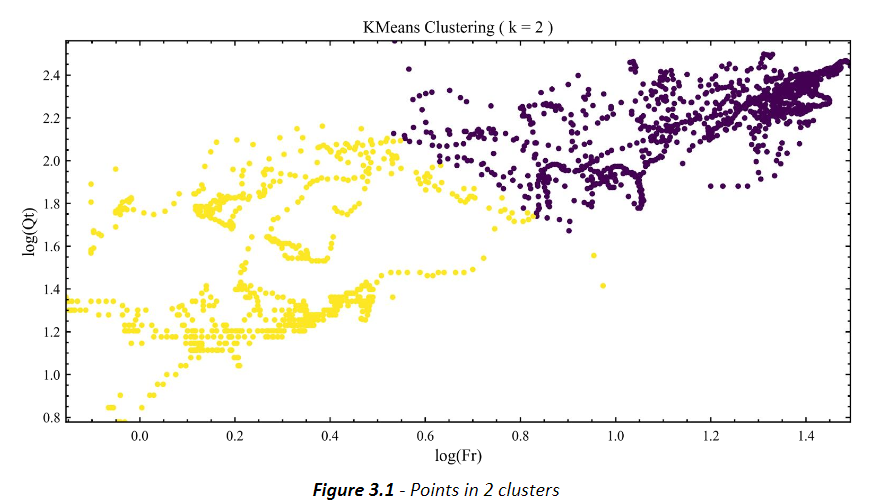 KMeans Clustering ( k = 2 )
log(Qt)
2.4
2.2
2.0
1.8
1.6
1.4
1.2
1.0
0.8
0.0 0.2 0.4 0.6 0.8 1.0 1.2 1.4
log(Fr)
Figure 3.1 - Points in 2 clusters